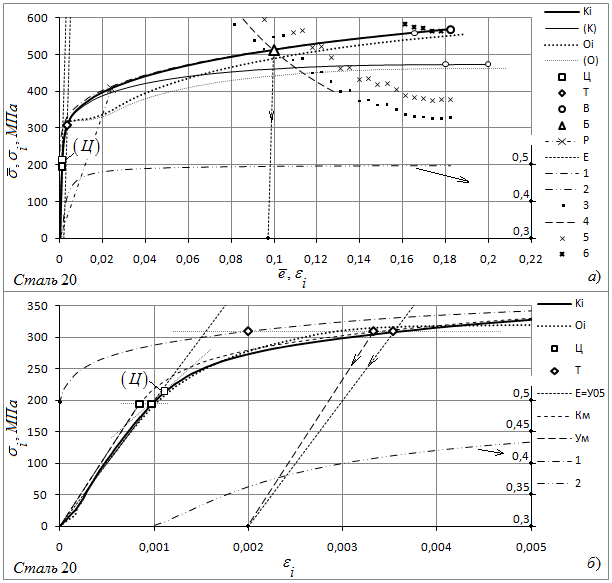 600
500
400
300
200
100
0
σ̅, σi, МПа
(Ц)
0,5
0,4
0,3
0 0,02 0,04 0,06 0,08 0,1 0,12 0,14 0,16 0,18 0,2 0,22
e̅, εi
Сталь 20
а)
Ki
(K)
Oi
(O)
Ц
Т
В
Б
Р
E
1
2
3
4
5
6
350
300
250
200
150
100
50
0
σi, МПа
(Ц)
0,5
0,45
0,4
0,35
0,3
0 0,001 0,002 0,003 0,004 0,005
εi
Сталь 20
б)
Ki
Oi
Ц
Т
E=У05
Км
Ум
1
2